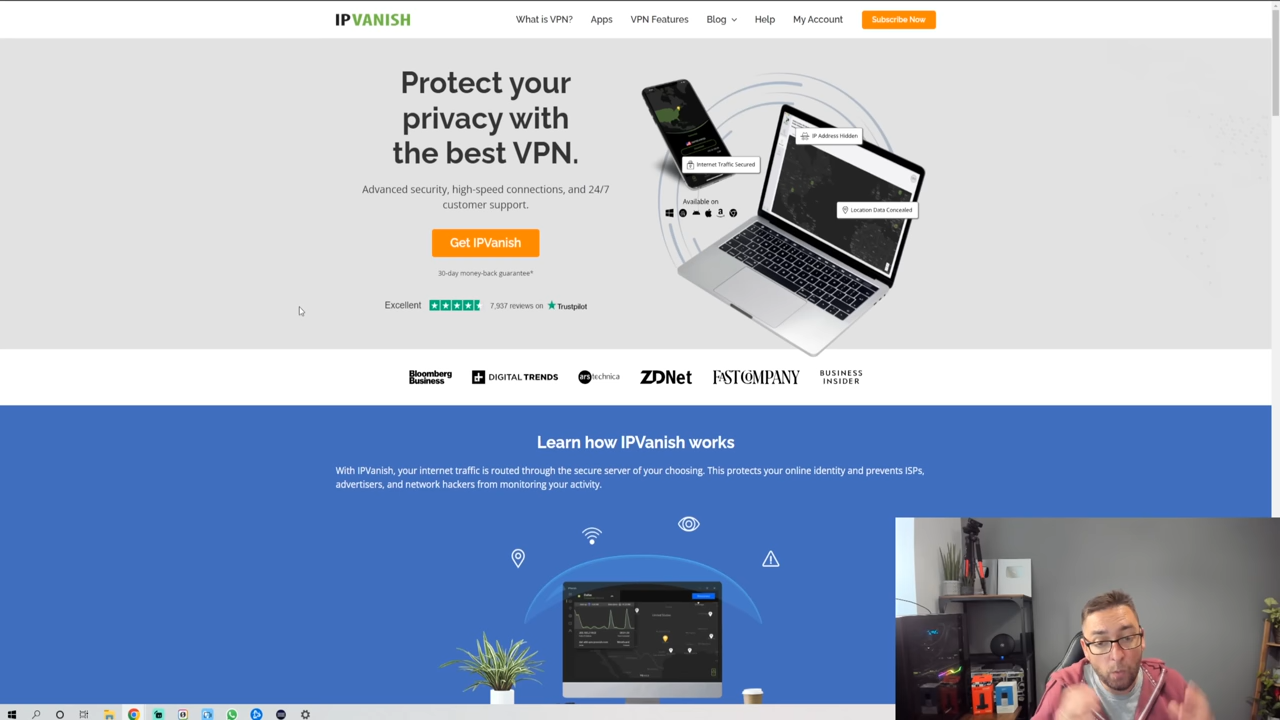 IPVANISH
What is VPN?
Apps
VPN Features
Blog
Help
My Account
Subscribe Now
Protect your
privacy with
the best VPN.
Advanced security, high-speed connections, and 24/7
customer support.
Get IPVanish
30-day money-back guarantee*
Excellent
7,937 reviews on
Trustpilot
IP Address Hidden
Internet Traffic Secured
Available on
Location Data Concealed
Bloomberg
Business
DIGITAL TRENDS
ars technica
ZDNet
FAST COMPANY
BUSINESS
INSIDER
Learn how IPVanish works
With IPVanish, your internet traffic is routed through the secure server of your choosing. This protects your online identity and prevents ISPs,
advertisers, and network hackers from monitoring your activity.